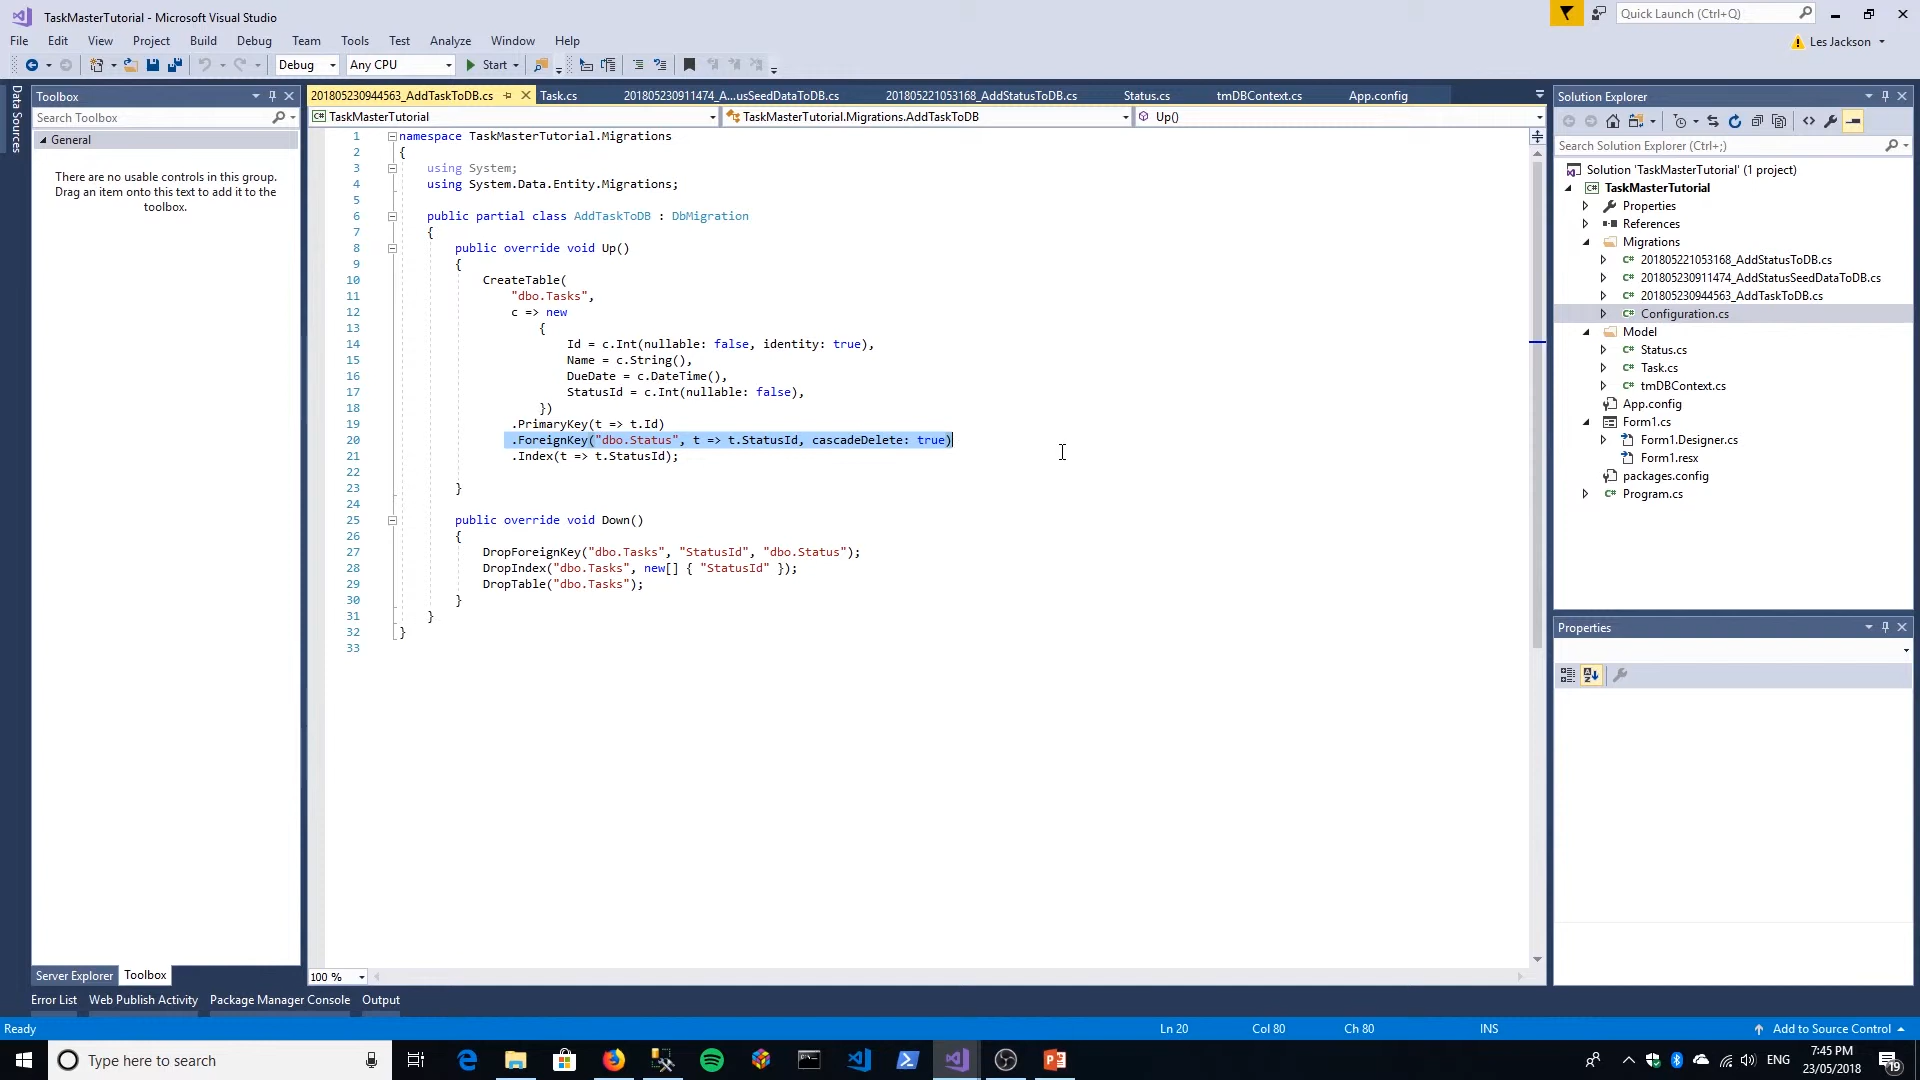 TaskMasterTutorial - Microsoft Visual Studio
Quick Launch (Ctrl+Q)
File Edit View Project Build Debug Team Tools Test Analyze Window Help
Les Jackson
Debug Any CPU Start
Data Sources
Toolbox
Search Toolbox
General
There are no usable controls in this group. Drag an item onto this text to add it to the toolbox.
Server Explorer Toolbox
201805230944563_AddTaskToDB.cs Task.cs 201805230911474_A...usSeedDataToDB.cs 201805221053168_AddStatusToDB.cs Status.cs tmDBContext.cs App.config
TaskMasterTutorial TaskMasterTutorial.Migrations.AddTaskToDB Up()
1 namespace TaskMasterTutorial.Migrations
2 {
3 using System;
4 using System.Data.Entity.Migrations;
5
6 public partial class AddTaskToDB : DbMigration
7 {
8 public override void Up()
9 {
10 CreateTable(
11 "dbo.Tasks",
12 c => new
13 {
14 Id = c.Int(nullable: false, identity: true),
15 Name = c.String(),
16 DueDate = c.DateTime(),
17 StatusId = c.Int(nullable: false),
18 })
19 .PrimaryKey(t => t.Id)
20 .ForeignKey("dbo.Status", t => t.StatusId, cascadeDelete: true)
21 .Index(t => t.StatusId);
22
23 }
24
25 public override void Down()
26 {
27 DropForeignKey("dbo.Tasks", "StatusId", "dbo.Status");
28 DropIndex("dbo.Tasks", new[] { "StatusId" });
29 DropTable("dbo.Tasks");
30 }
31 }
32 }
33
100 %
Solution Explorer
Search Solution Explorer (Ctrl+;)
Solution 'TaskMasterTutorial' (1 project)
TaskMasterTutorial
Properties
References
Migrations
201805221053168_AddStatusToDB.cs
201805230911474_AddStatusSeedDataToDB.cs
201805230944563_AddTaskToDB.cs
Configuration.cs
Model
Status.cs
Task.cs
tmDBContext.cs
App.config
Form1.cs
Form1.Designer.cs
Form1.resx
packages.config
Program.cs
Properties
Error List Web Publish Activity Package Manager Console Output
Ready Ln 20 Col 80 Ch 80 INS Add to Source Control
Type here to search
ENG
7:45 PM
23/05/2018
19